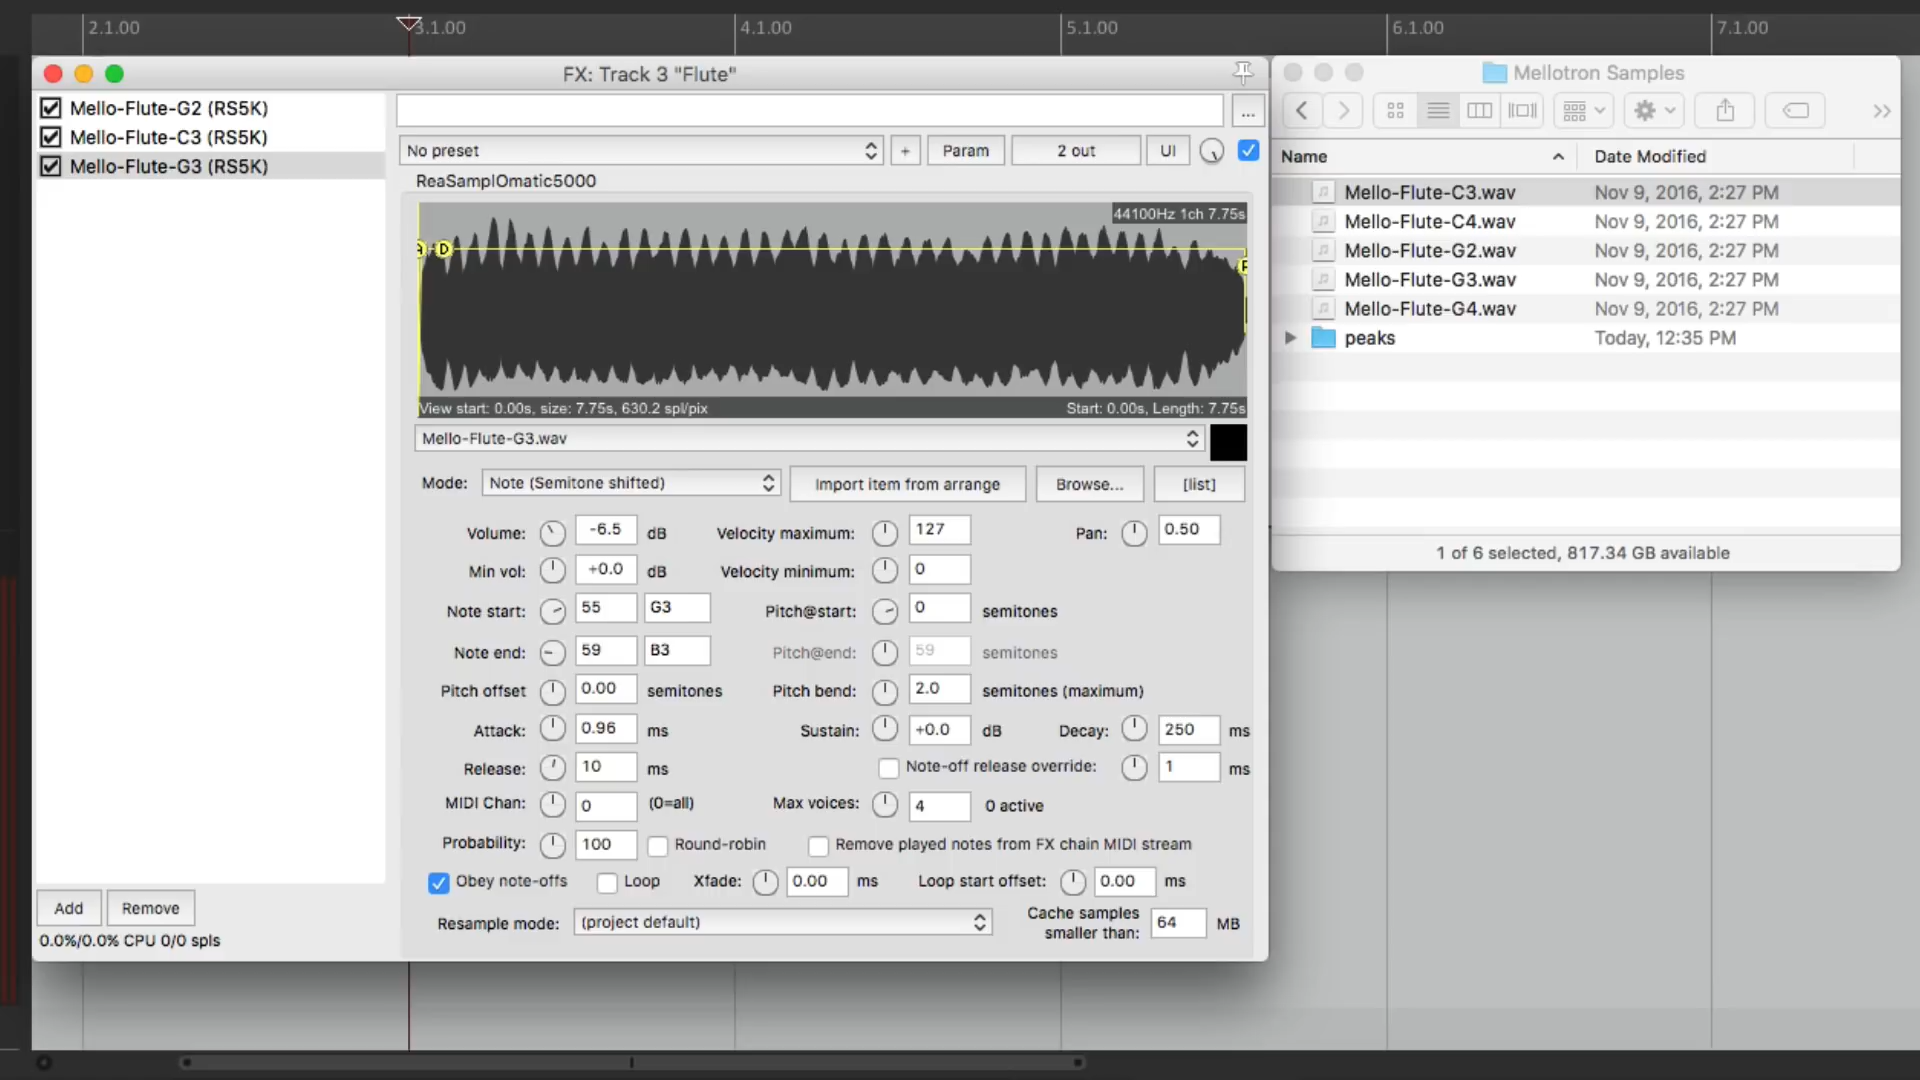 2.1.00
3.1.00
4.1.00
5.1.00
6.1.00
7.1.00
FX: Track 3 "Flute"
Mello-Flute-G2 (RS5K)
Mello-Flute-C3 (RS5K)
Mello-Flute-G3 (RS5K)
...
No preset
+
Param
2 out
UI
ReaSamplOmatic5000
44100Hz 1ch 7.75s
D
View start: 0.00s, size: 7.75s, 630.2 spl/pix
Start: 0.00s, Length: 7.75s
Mello-Flute-G3.wav
Mode: Note (Semitone shifted)
Import item from arrange
Browse...
[list]
Volume: -6.5 dB
Velocity maximum: 127
Pan: 0.50
Min vol: +0.0 dB
Velocity minimum: 0
Note start: 55 G3
Pitch@start: 0 semitones
Note end: 59 B3
Pitch@end: 59 semitones
Pitch offset 0.00 semitones
Pitch bend: 2.0 semitones (maximum)
Attack: 0.96 ms
Sustain: +0.0 dB
Decay: 250 ms
Release: 10 ms
Note-off release override: 1 ms
MIDI Chan: 0 (0=all)
Max voices: 4 0 active
Probability: 100
Round-robin
Remove played notes from FX chain MIDI stream
Obey note-offs
Loop
Xfade: 0.00 ms
Loop start offset: 0.00 ms
Resample mode: (project default)
Cache samples
smaller than: 64 MB
Add
Remove
0.0%/0.0% CPU 0/0 spls
Mellotron Samples
Name
Date Modified
Mello-Flute-C3.wav Nov 9, 2016, 2:27 PM
Mello-Flute-C4.wav Nov 9, 2016, 2:27 PM
Mello-Flute-G2.wav Nov 9, 2016, 2:27 PM
Mello-Flute-G3.wav Nov 9, 2016, 2:27 PM
Mello-Flute-G4.wav Nov 9, 2016, 2:27 PM
peaks Today, 12:35 PM
1 of 6 selected, 817.34 GB available